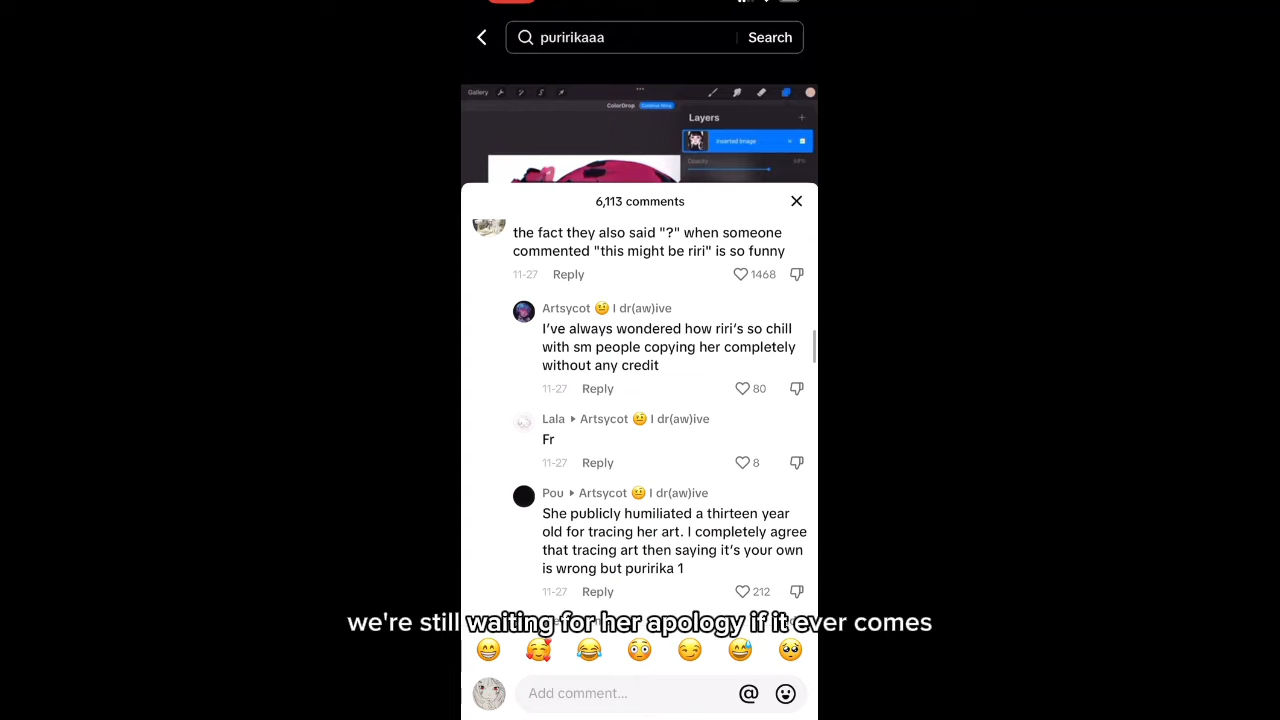 puririkaaa
Search
Gallery
ColorDrop
Layers
Inserted Image
Opacity
6,113 comments
the fact they also said "?" when someone
commented "this might be riri" is so funny
11-27 Reply 1468
Artsycot 🤨 I dr(aw)ive
I've always wondered how riri's so chill
with sm people copying her completely
without any credit
11-27 Reply 80
Lala ▸ Artsycot 🤨 I dr(aw)ive
Fr
11-27 Reply 8
Pou ▸ Artsycot 🤨 I dr(aw)ive
She publicly humiliated a thirteen year
old for tracing her art. I completely agree
that tracing art then saying it's your own
is wrong but puririka 1
11-27 Reply 212
we're still waiting for her apology if it ever comes
Add comment...